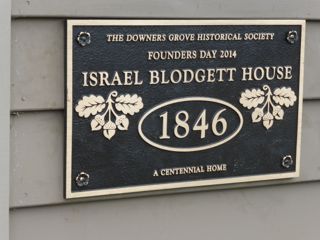 THE DOWNERS GROVE HISTORICAL SOCIETY
FOUNDERS DAY 2014
ISRAEL BLODGETT HOUSE
1846
A CENTENNIAL HOME